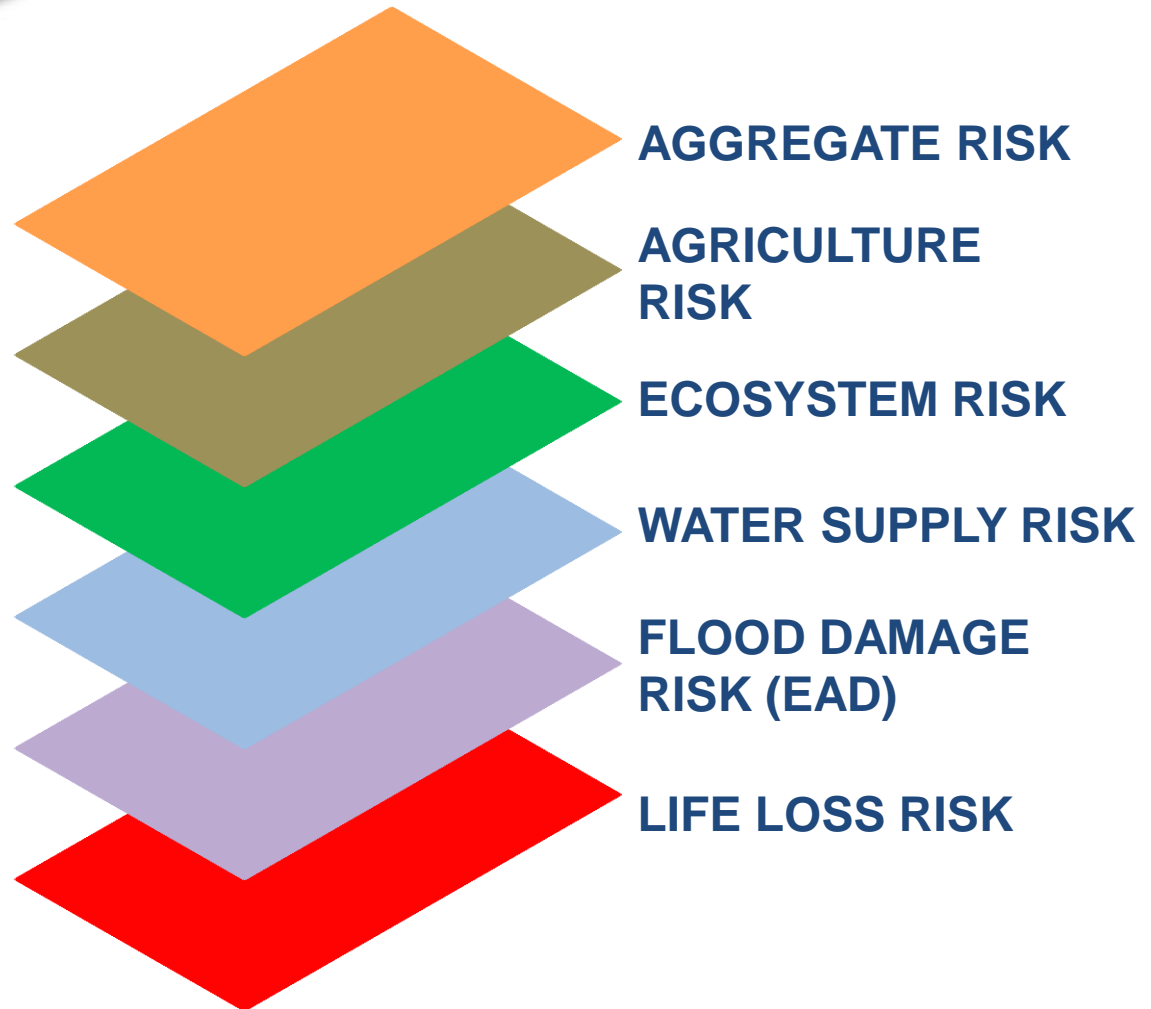 AGGREGATE RISK
AGRICULTURE
RISK
ECOSYSTEM RISK
WATER SUPPLY RISK
FLOOD DAMAGE
RISK (EAD)
LIFE LOSS RISK